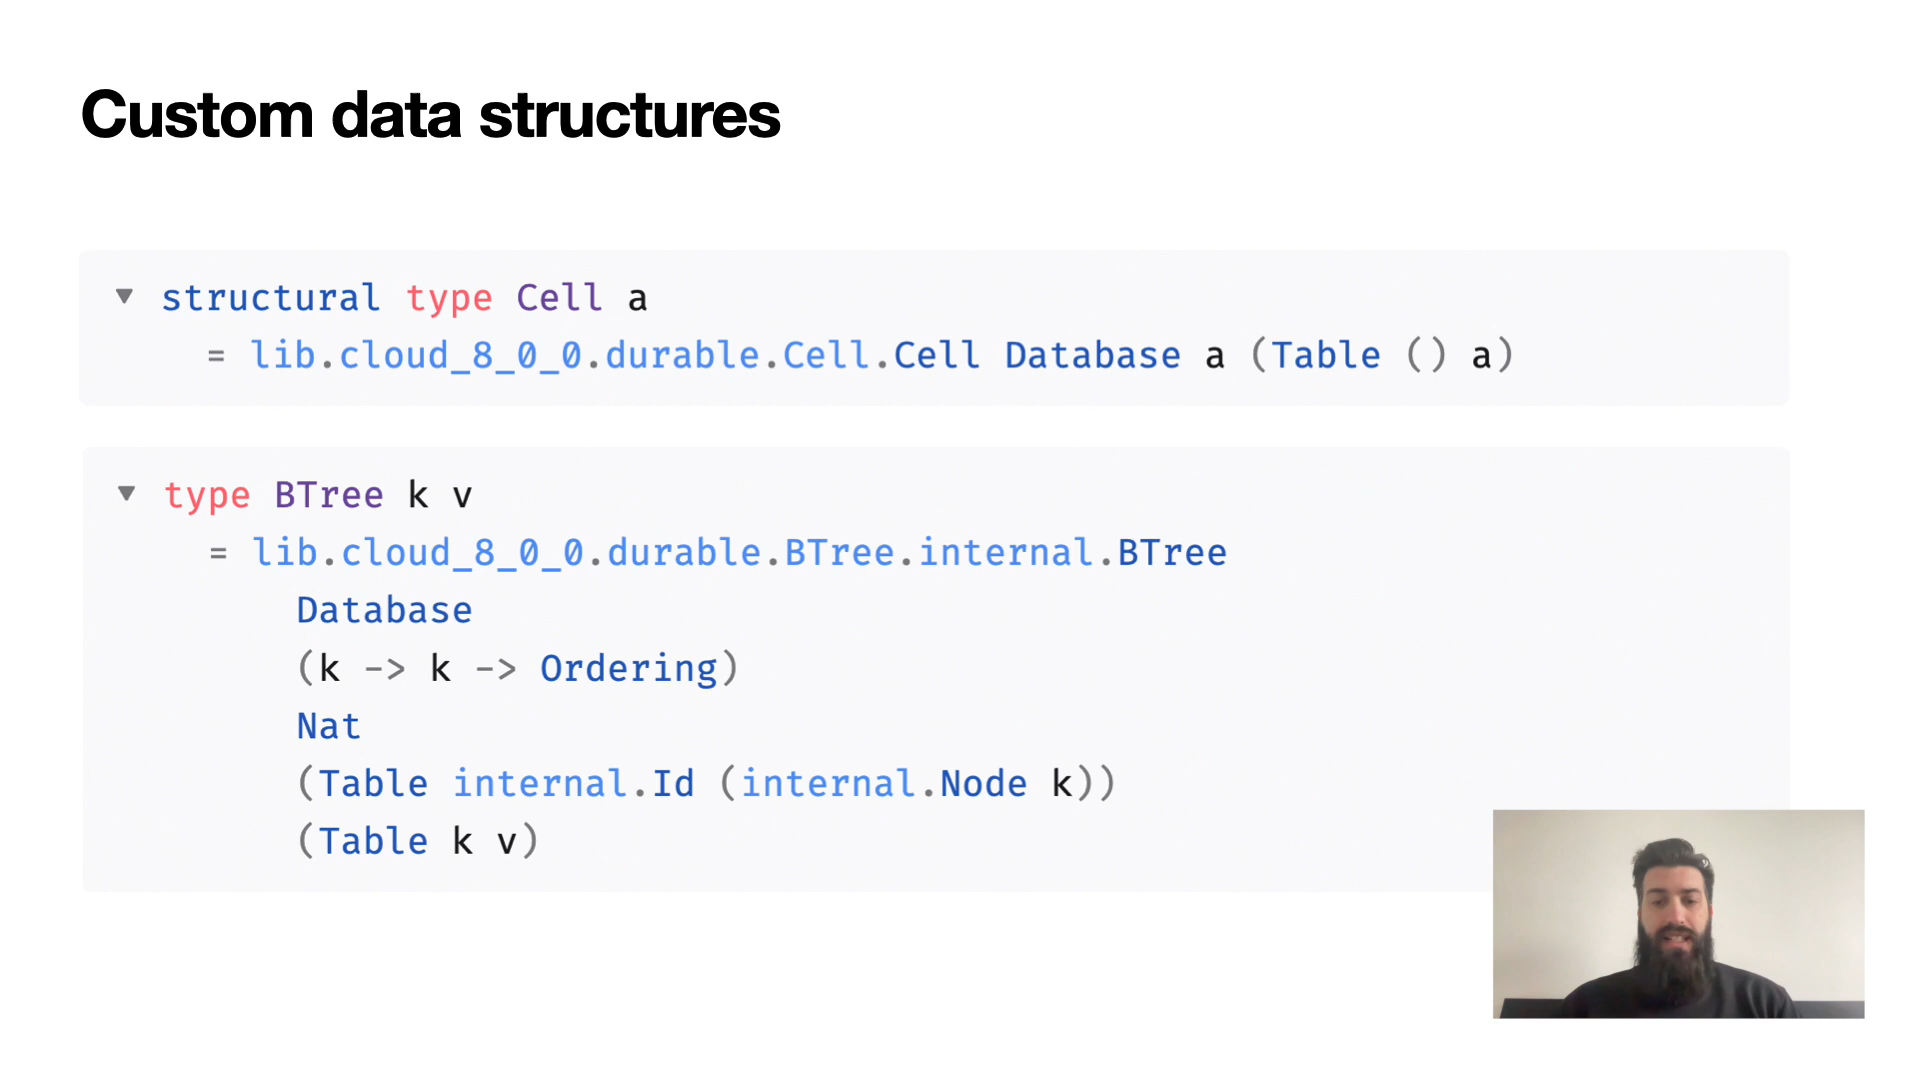 Custom data structures
structural type Cell a
= lib.cloud_8_0_0.durable.Cell.Cell Database a (Table () a)
type BTree k v
= lib.cloud_8_0_0.durable.BTree.internal.BTree
Database
(k -> k -> Ordering)
Nat
(Table internal.Id (internal.Node k))
(Table k v)